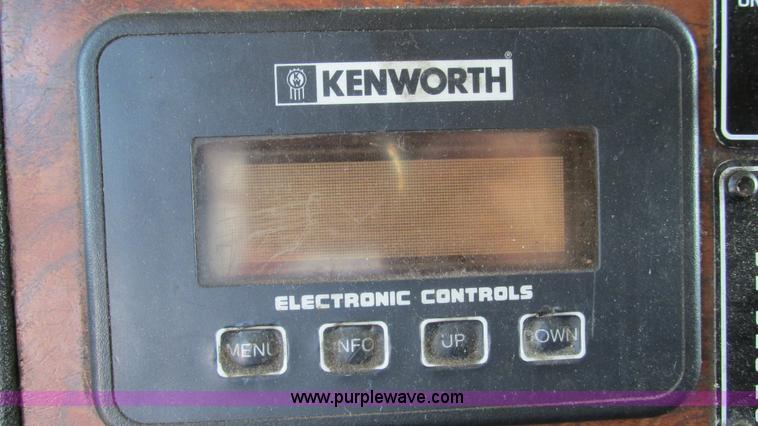 KENWORTH®
ELECTRONIC CONTROLS
MENU INFO UP DOWN
www.purplewave.com